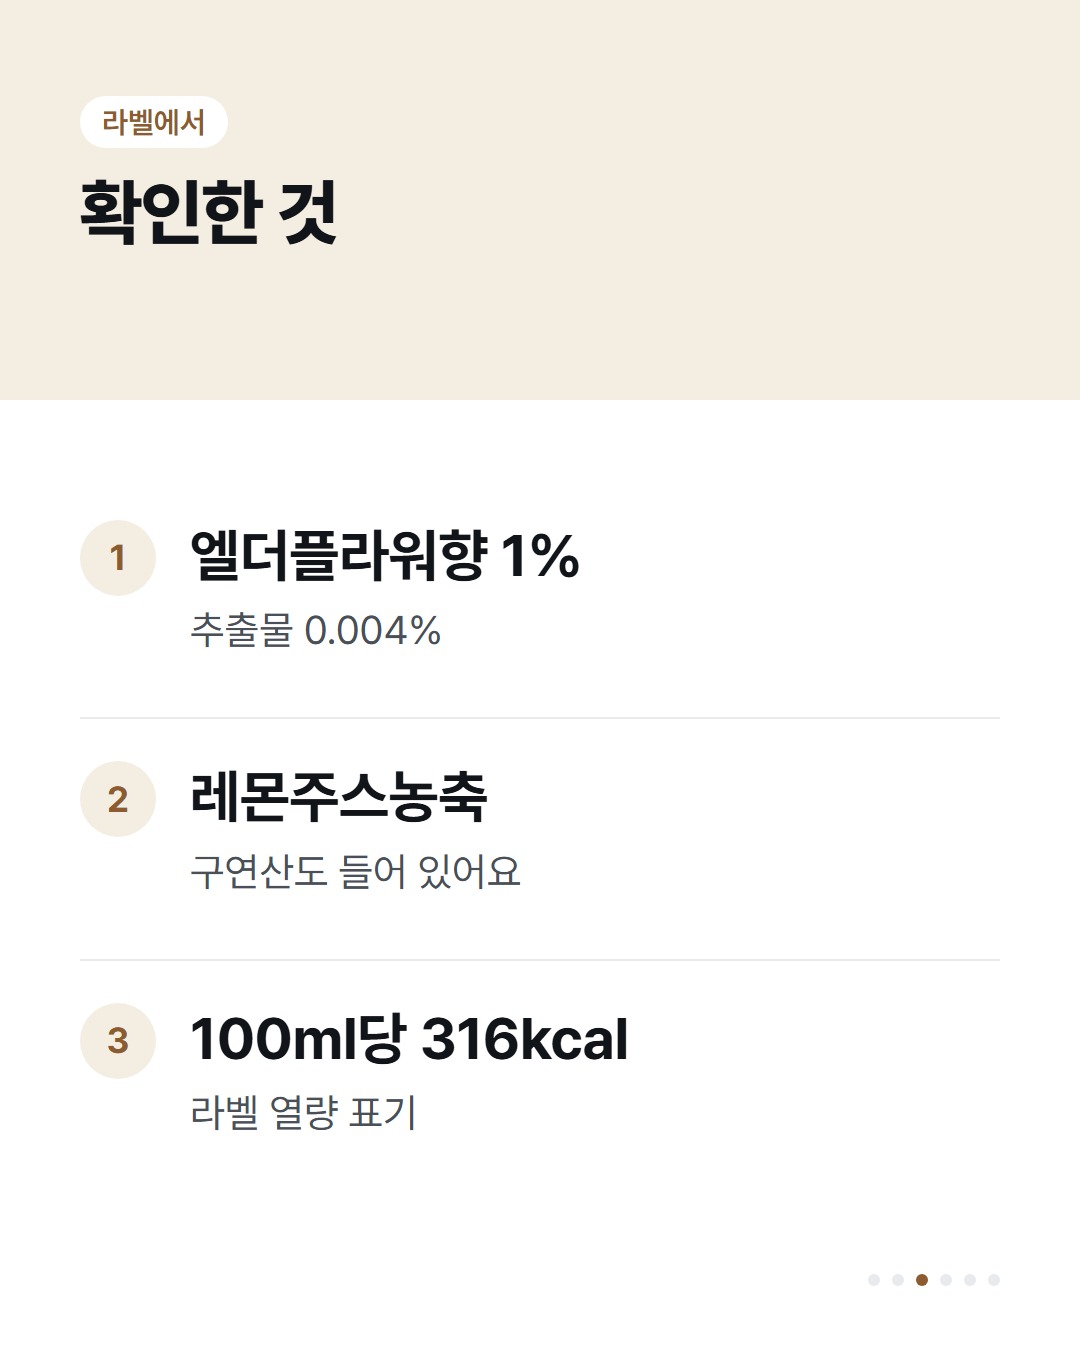 라벨에서
확인한 것
1
엘더플라워향 1%
추출물 0.004%
2
레몬주스농축
구연산도 들어 있어요
3
100ml당 316kcal
라벨 열량 표기